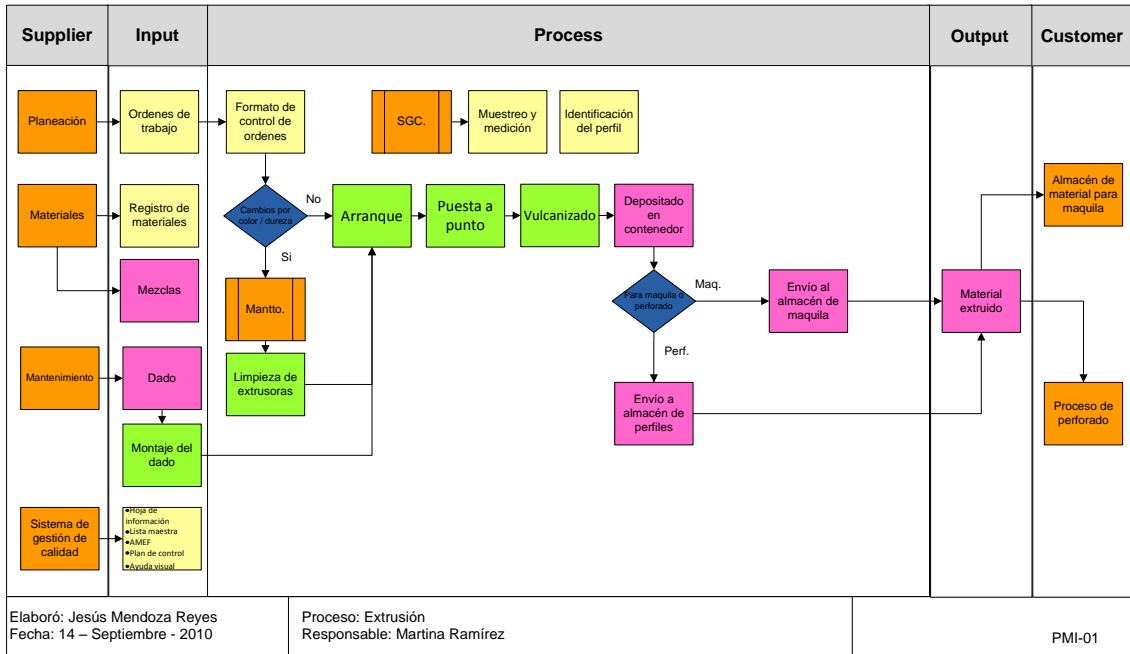 Supplier
Input
Process
Output
Customer
Planeación
Ordenes de
trabajo
Formato de
control de
ordenes
SGC.
Muestreo y
medición
Identificación
del perfil
Materiales
Registro de
materiales
Cambios por
color / dureza
No
Si
Arranque
Puesta a
punto
Vulcanizado
Depositado
en
contenedor
Almacén de
material para
maquila
Mezclas
Mantto.
Para maquila o
perforado
Maq.
Perf.
Envío al
almacén de
maquila
Material
extruido
Mantenimiento
Dado
Limpieza de
extrusoras
Envío a
almacén de
perfiles
Proceso de
perforado
Montaje del
dado
Sistema de
gestión de
calidad
•Hoja de
información
•Lista maestra
•AMEF
•Plan de control
•Ayuda visual
Elaboró: Jesús Mendoza Reyes
Fecha: 14 – Septiembre - 2010
Proceso: Extrusión
Responsable: Martina Ramírez
PMI-01